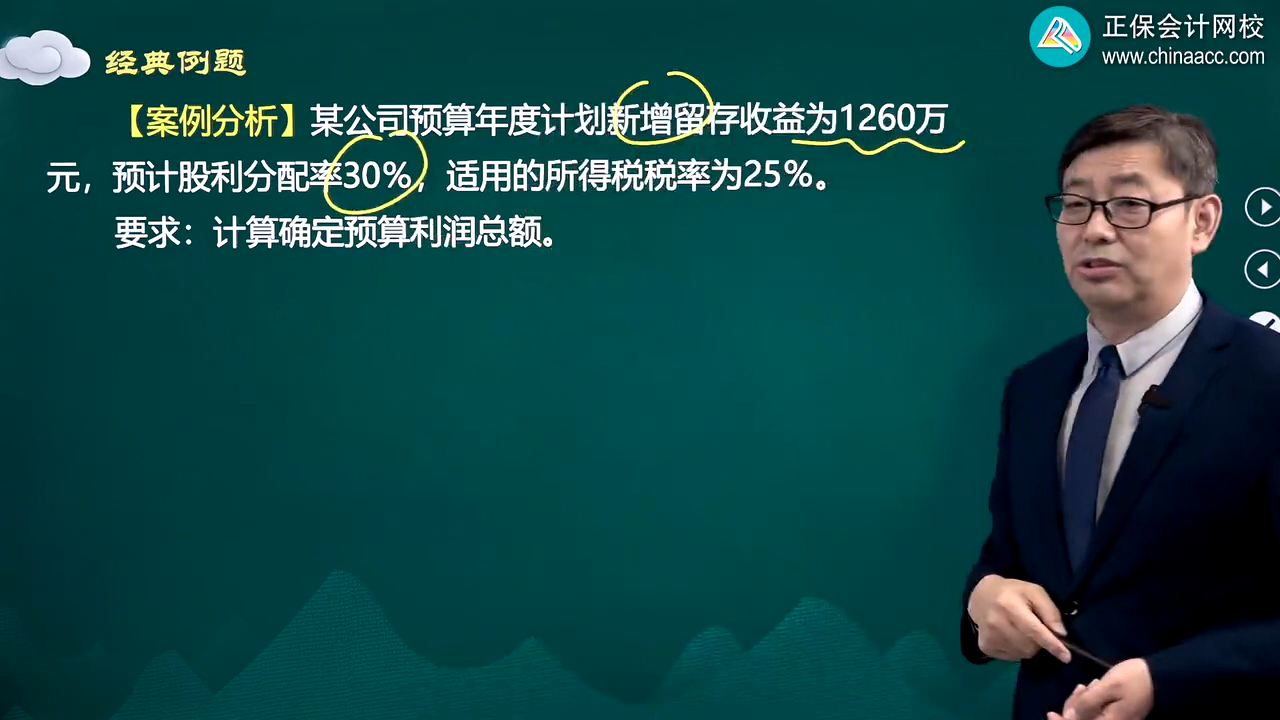 正保会计网校
www.chinaacc.com
经典例题
【案例分析】某公司预算年度计划新增留存收益为1260万
元，预计股利分配率30%，适用的所得税税率为25%。
要求：计算确定预算利润总额。